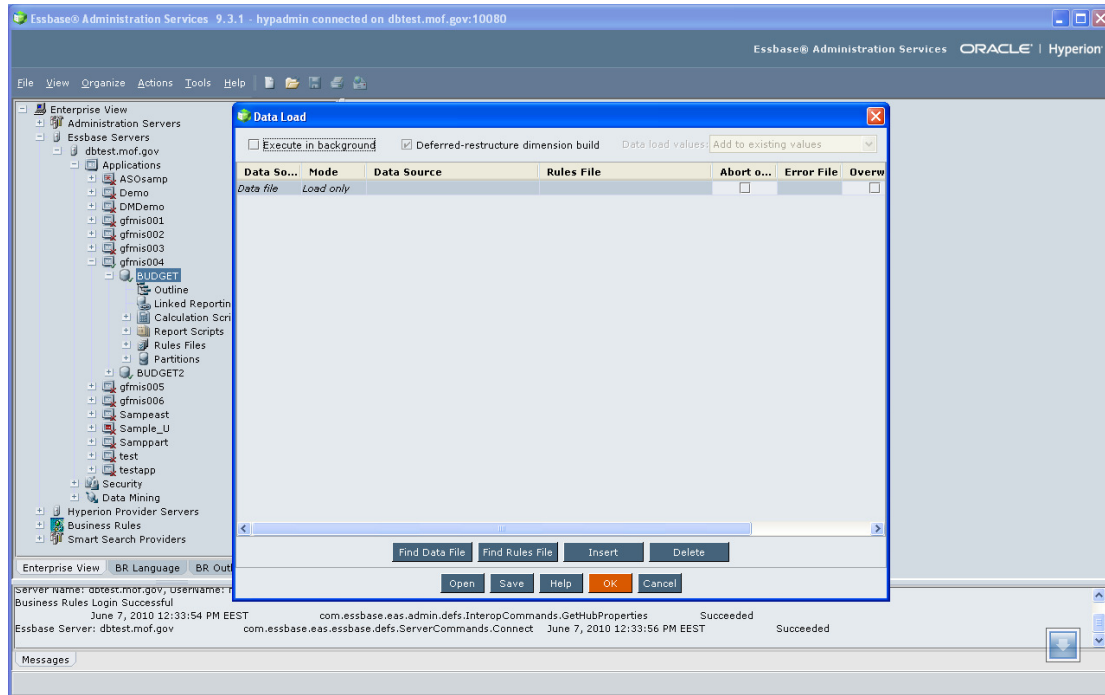 Essbase® Administration Services 9.3.1 - hypadmin connected on dbtest.mof.gov:10080
Essbase® Administration Services ORACLE | Hyperion
File View Organize Actions Tools Help
Enterprise View
Administration Servers
Essbase Servers
dbtest.mof.gov
Applications
ASOsamp
Demo
DMDemo
gfmis001
gfmis002
gfmis003
gfmis004
BUDGET
Outline
Linked Reportin
Calculation Scri
Report Scripts
Rules Files
Partitions
BUDGET2
gfmis005
gfmis006
Sampeast
Sample_U
Samppart
test
testapp
Security
Data Mining
Hyperion Provider Servers
Business Rules
Smart Search Providers
Enterprise View BR Language BR Outl
Data Load
Execute in background Deferred-restructure dimension build Data load values: Add to existing values
Data So... Mode Data Source Rules File Abort o... Error File Overw
Data file Load only
Find Data File Find Rules File Insert Delete
Open Save Help OK Cancel
Server Name: dbtest.mof.gov, UserName:
Business Rules Login Successful
June 7, 2010 12:33:54 PM EEST com.essbase.eas.admin.defs.InteropCommands.GetHubProperties Succeeded
Essbase Server: dbtest.mof.gov com.essbase.eas.essbase.defs.ServerCommands.Connect June 7, 2010 12:33:56 PM EEST Succeeded
Messages